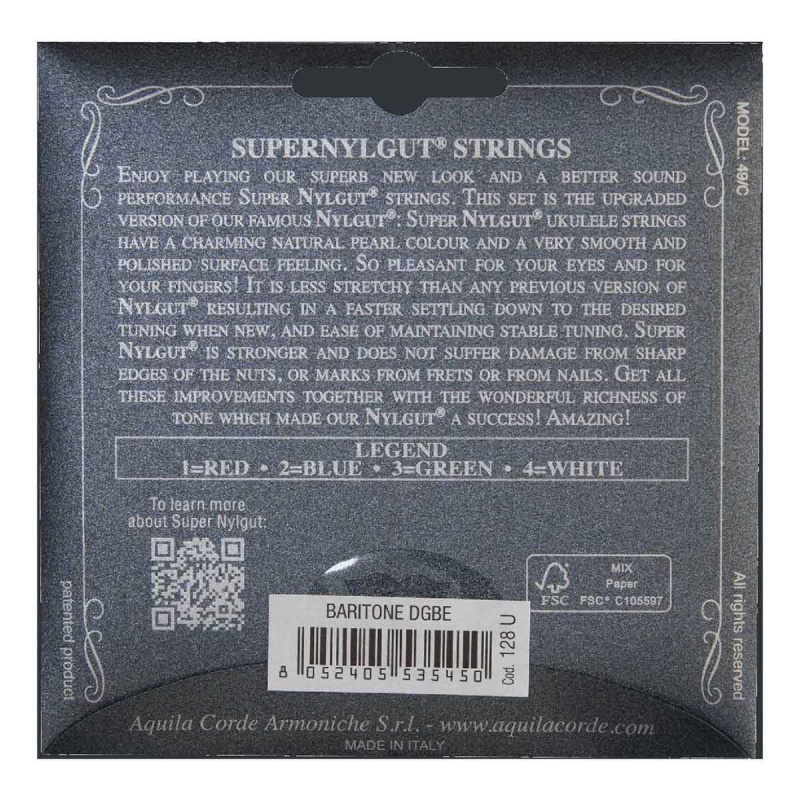 SUPERNYLGUT® STRINGS
ENJOY PLAYING OUR SUPERB NEW LOOK AND A BETTER SOUND
PERFORMANCE SUPER NYLGUT® STRINGS. THIS SET IS THE UPGRADED
VERSION OF OUR FAMOUS NYLGUT®: SUPER NYLGUT® UKULELE STRINGS
HAVE A CHARMING NATURAL PEARL COLOUR AND A VERY SMOOTH AND
POLISHED SURFACE FEELING. SO PLEASANT FOR YOUR EYES AND FOR
YOUR FINGERS! IT IS LESS STRETCHY THAN ANY PREVIOUS VERSION OF
NYLGUT® RESULTING IN A FASTER SETTLING DOWN TO THE DESIRED
TUNING WHEN NEW, AND EASE OF MAINTAINING STABLE TUNING. SUPER
NYLGUT® IS STRONGER AND DOES NOT SUFFER DAMAGE FROM SHARP
EDGES OF THE NUTS, OR MARKS FROM FRETS OR FROM NAILS. GET ALL
THESE IMPROVEMENTS TOGETHER WITH THE WONDERFUL RICHNESS OF
TONE WHICH MADE OUR NYLGUT® A SUCCESS! AMAZING!
MODEL: 49/C
LEGEND
1=RED • 2=BLUE • 3=GREEN • 4=WHITE
To learn more
about Super Nylgut:
MIX
Paper
FSC FSC® C105597
BARITONE DGBE
8 052405 535450
Cod. 128 U
patented product
All rights reserved
Aquila Corde Armoniche S.r.l. - www.aquilacorde.com
MADE IN ITALY